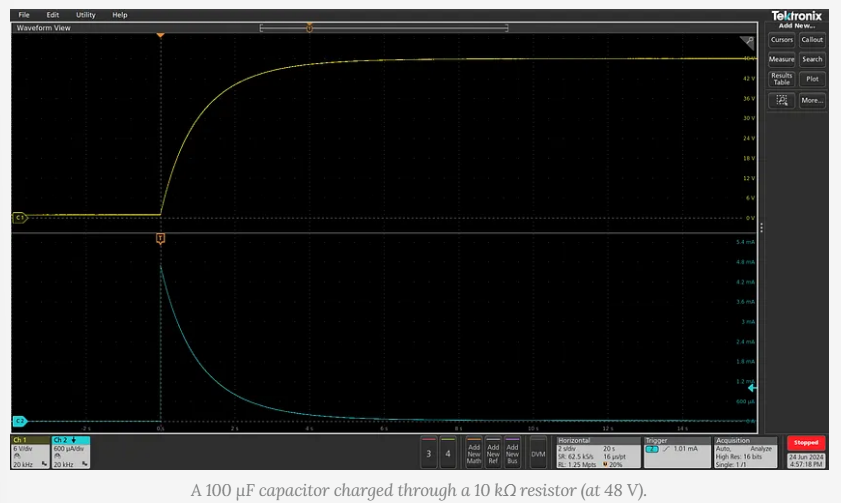 File Edit Utility Help
Tektronix
Waveform View
Add New...
Cursors Callout
Measure Search
Results Table Plot
More...
48 V
42 V
36 V
30 V
24 V
18 V
12 V
6 V
0 V
C1
T
5.4 mA
4.8 mA
4.2 mA
3.6 mA
3 mA
2.4 mA
1.8 mA
1.2 mA
600 µA
0 A
C2
-2 s 0 s 2 s 4 s 6 s 8 s 10 s 12 s 14 s
Ch 1
6 V/div
20 kHz
Ch 2
600 µA/div
20 kHz
3 4
Add New Math
Add New Ref
Add New Bus
DVM
Horizontal
2 s/div 20 s
SR: 62.5 kS/s 16 µs/pt
RL: 1.25 Mpts 20%
Trigger
2 1.01 mA
Acquisition
Auto, Analyze
High Res: 16 bits
Single: 1/1
Stopped
24 Jun 2024
4:57:18 PM
A 100 µF capacitor charged through a 10 kΩ resistor (at 48 V).